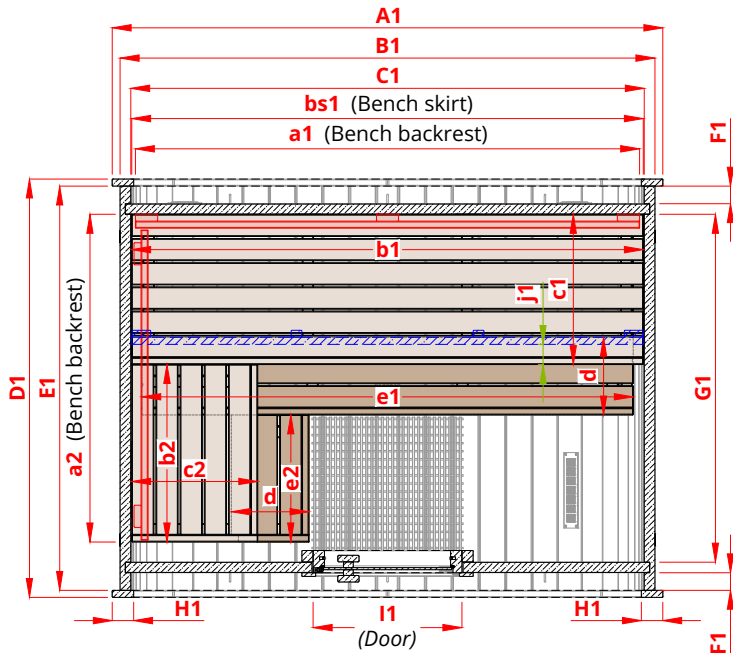 A1
B1
C1
bs1 (Bench skirt)
a1 (Bench backrest)
F1
b1
c1
j1
D1
E1
a2 (Bench backrest)
G1
d
e1
b2
c2
e2
d
H1
I1
H1
(Door)
F1